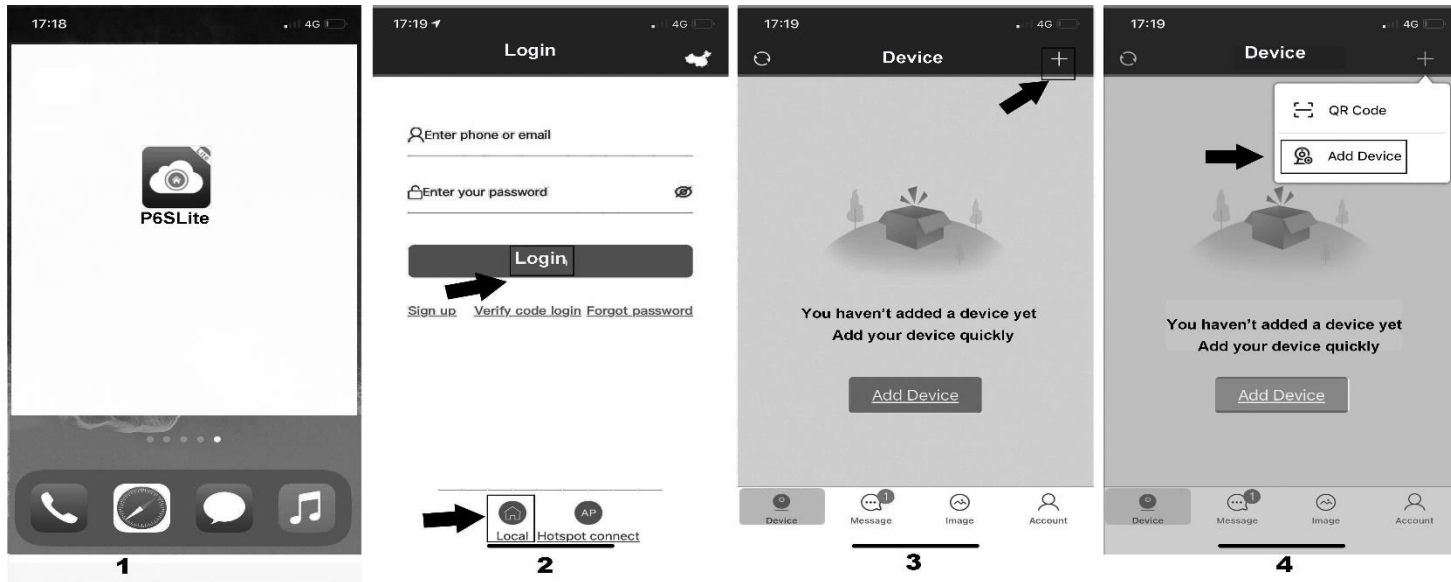 17:18
4G
P6SLite
Lite
1
17:19
4G
Login
Enter phone or email
Enter your password
Login
Sign up Verify code login Forgot password
AP
Local Hotspot connect
2
17:19
4G
Device
You haven't added a device yet
Add your device quickly
Add Device
1
Device Message Image Account
3
17:19
4G
Device
QR Code
Add Device
You haven't added a device yet
Add your device quickly
Add Device
1
Device Message Image Account
4